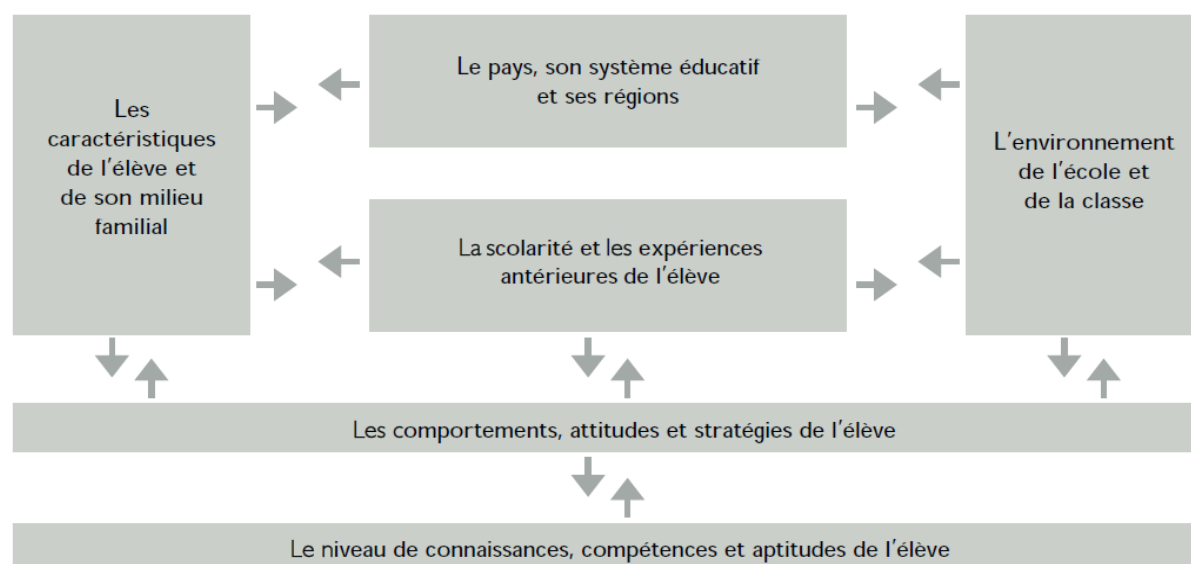 Les
caractéristiques
de l'élève et
de son milieu
familial
Le pays, son système éducatif
et ses régions
La scolarité et les expériences
antérieures de l'élève
L'environnement
de l'école et
de la classe
Les comportements, attitudes et stratégies de l'élève
Le niveau de connaissances, compétences et aptitudes de l'élève